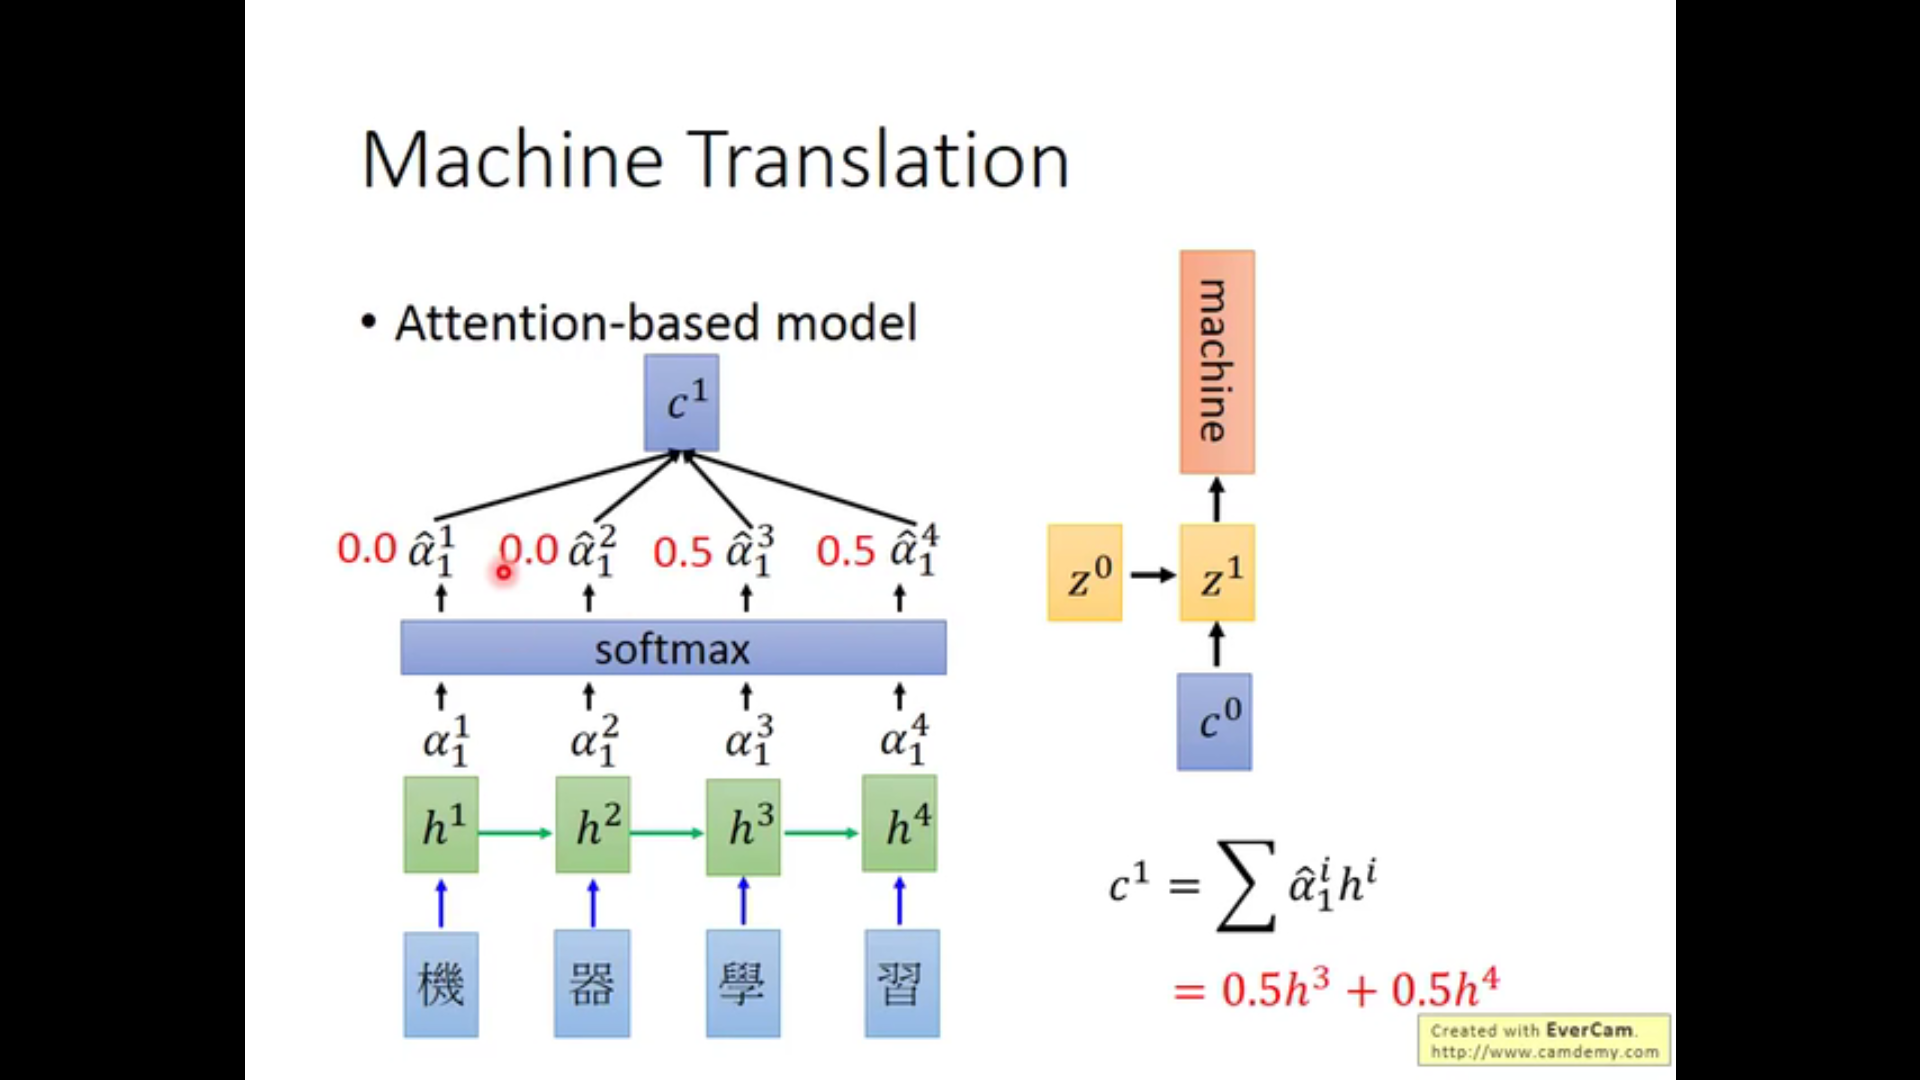 Machine Translation
• Attention-based model
c¹
0.0 α̂₁¹ 0.0 α̂₁² 0.5 α̂₁³ 0.5 α̂₁⁴
softmax
α₁¹ α₁² α₁³ α₁⁴
h¹ h² h³ h⁴
機 器 學 習
machine
z⁰ z¹
c⁰
c¹ = ∑ α̂₁ⁱhⁱ
= 0.5h³ + 0.5h⁴
Created with EverCam.
http://www.camdemy.com